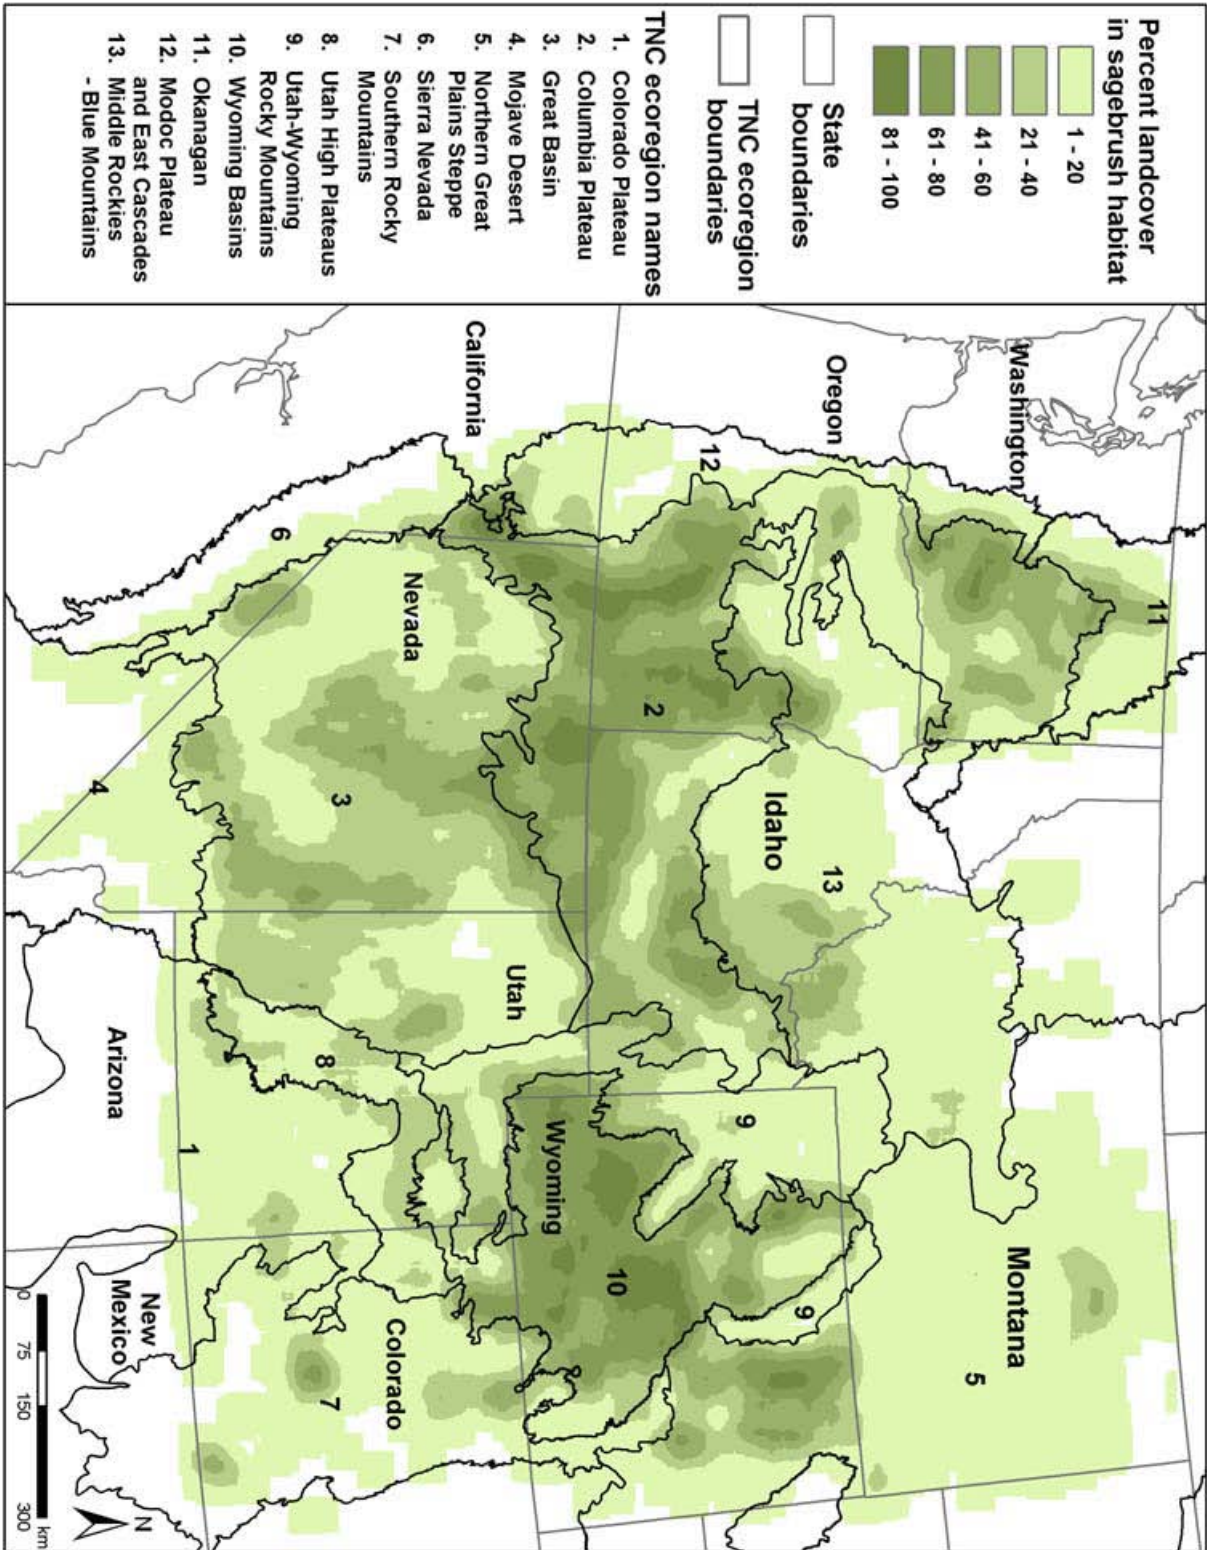 Percent landcover
in sagebrush habitat
1 - 20
21 - 40
41 - 60
61 - 80
81 - 100
State
boundaries
TNC ecoregion
boundaries
TNC ecoregion names
1. Colorado Plateau
2. Columbia Plateau
3. Great Basin
4. Mojave Desert
5. Northern Great
Plains Steppe
6. Sierra Nevada
7. Southern Rocky
Mountains
8. Utah High Plateaus
9. Utah-Wyoming
Rocky Mountains
10. Wyoming Basins
11. Okanagan
12. Modoc Plateau
and East Cascades
13. Middle Rockies
- Blue Mountains
Washington
11
Montana
5
Oregon
12
13
Idaho
2
9
9
10
Wyoming
California
Nevada
Utah
3
6
8
Colorado
7
4
1
Arizona
New
Mexico
N
0 75 150 300
km